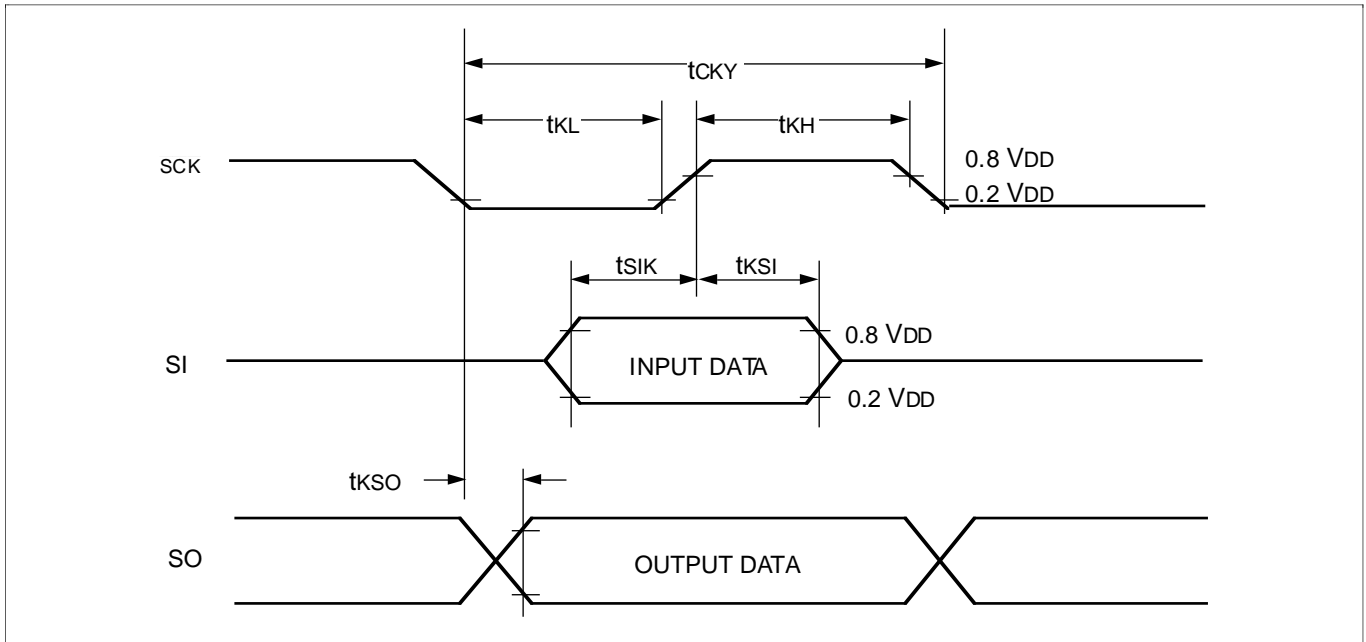 tCKY
tKL
tKH
SCK
0.8 VDD
0.2 VDD
tSIK
tKSI
SI
INPUT DATA
0.8 VDD
0.2 VDD
tKSO
SO
OUTPUT DATA